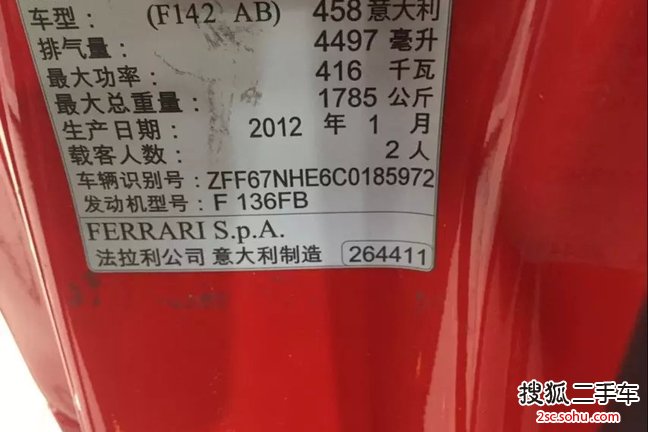 车型: (F142 AB) 458 意大利
排气量: 4497 毫升
最大功率: 416 千瓦
最大总重量: 1785 公斤
生产日期: 2012 年 1 月
载客人数: 2 人
车辆识别号: ZFF67NHE6C0185972
发动机型号: F 136FB
FERRARI S.p.A.
法拉利公司 意大利制造 264411
搜狐二手车
2sc.sohu.com